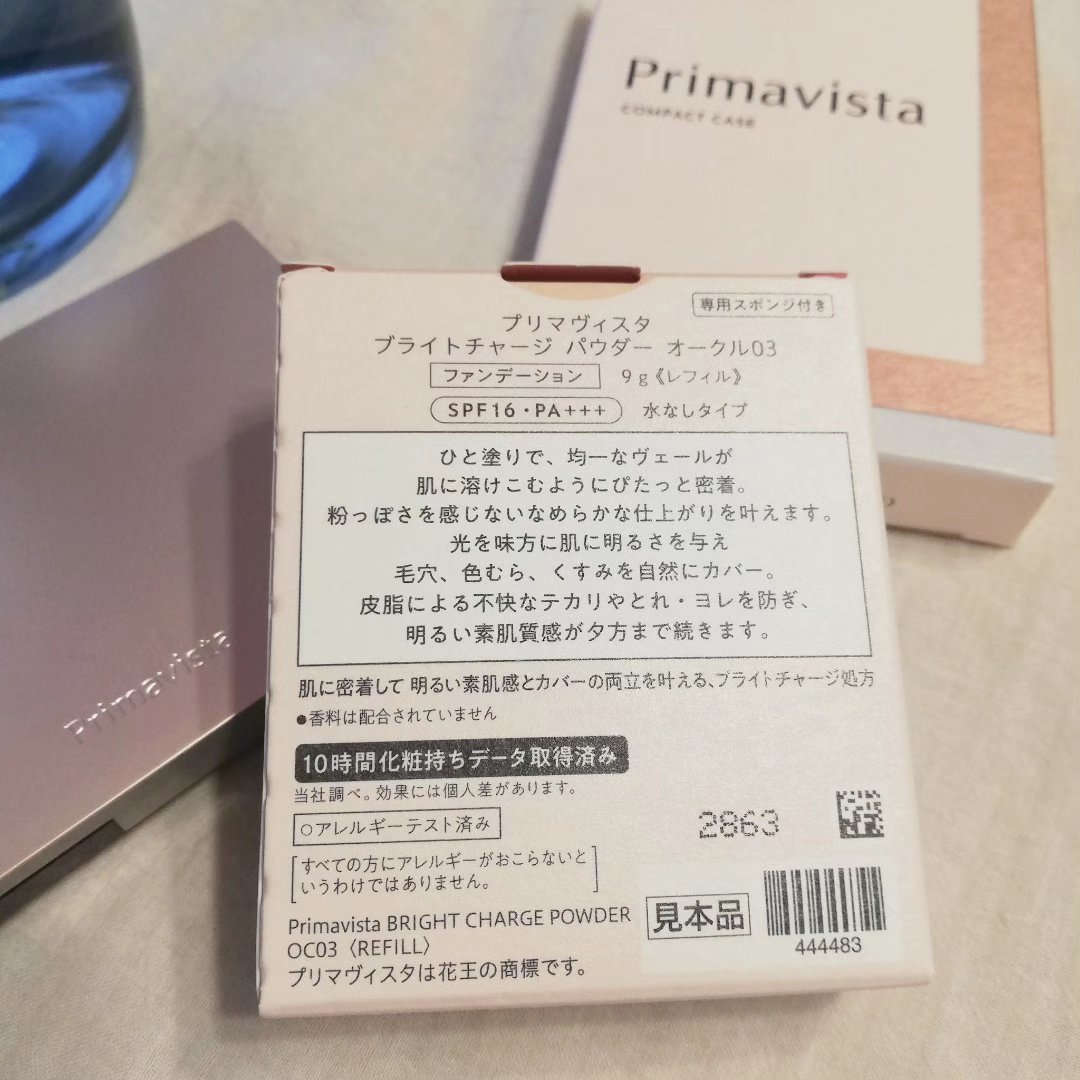 Primavista
COMPACT CASE
Primavista
専用スポンジ付き
プリマヴィスタ
ブライトチャージ パウダー オークル03
ファンデーション 9g《レフィル》
SPF16・PA+++ 水なしタイプ
ひと塗りで、均一なヴェールが
肌に溶けこむようにぴたっと密着。
粉っぽさを感じないなめらかな仕上がりを叶えます。
光を味方に肌に明るさを与え
毛穴、色むら、くすみを自然にカバー。
皮脂による不快なテカリやとれ・ヨレを防ぎ、
明るい素肌質感が夕方まで続きます。
肌に密着して 明るい素肌感とカバーの両立を叶える、ブライトチャージ処方
●香料は配合されていません
10時間化粧持ちデータ取得済み
当社調べ。効果には個人差があります。
○アレルギーテスト済み
[すべての方にアレルギーがおこらないと
いうわけではありません。]
2863
Primavista BRIGHT CHARGE POWDER
OC03〈REFILL〉
プリマヴィスタは花王の商標です。
見本品
444483